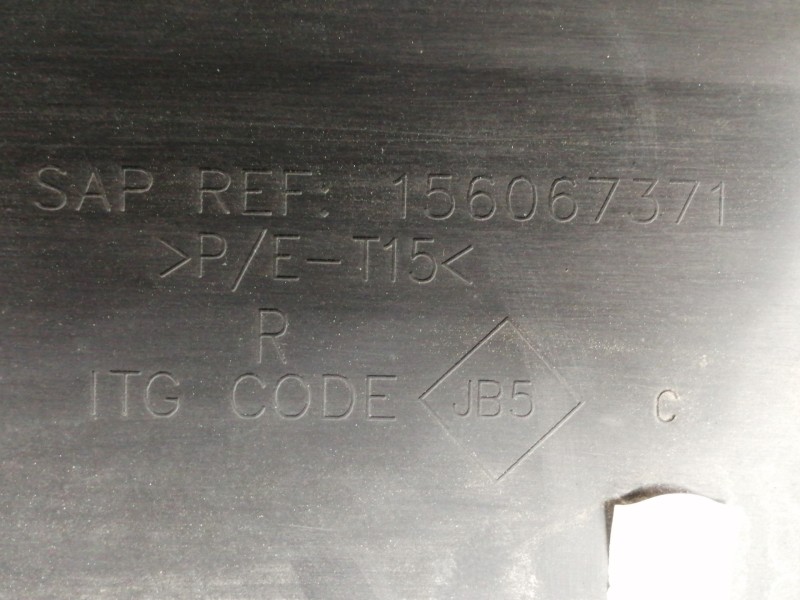 SAP REF: 156067371
>P/E-T15<
R
ITG CODE JB5 C